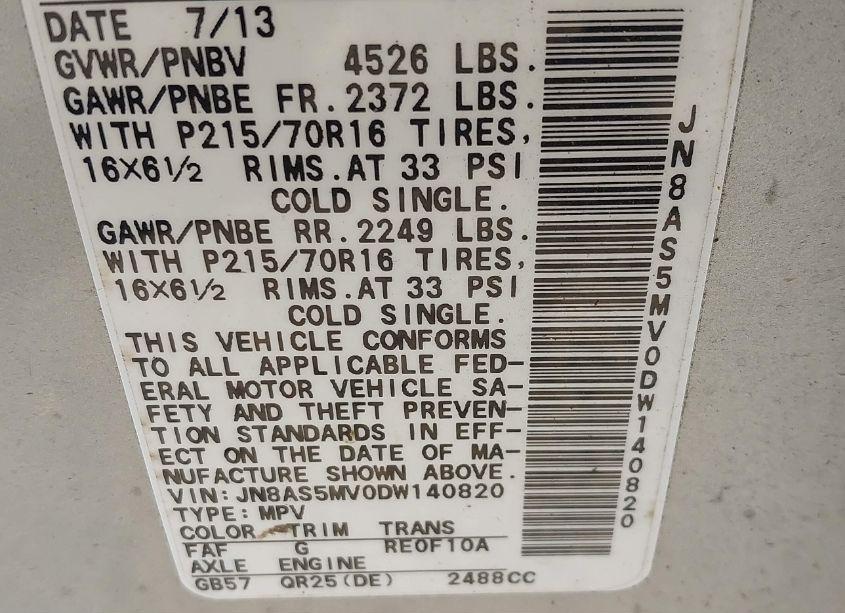 DATE 7/13
GVWR/PNBV 4526 LBS.
GAWR/PNBE FR.2372 LBS.
WITH P215/70R16 TIRES,
16X6½ RIMS.AT 33 PSI
COLD SINGLE.
GAWR/PNBE RR.2249 LBS.
WITH P215/70R16 TIRES,
16X6½ RIMS.AT 33 PSI
COLD SINGLE.
THIS VEHICLE CONFORMS
TO ALL APPLICABLE FED-
ERAL MOTOR VEHICLE SA-
FETY AND THEFT PREVEN-
TION STANDARDS IN EFF-
ECT ON THE DATE OF MA-
NUFACTURE SHOWN ABOVE.
VIN:JN8AS5MV0DW140820
TYPE:MPV
COLOR TRIM TRANS
FAF G RE0F10A
AXLE ENGINE
GB57 QR25(DE) 2488CC
JN8AS5MV0DW140820